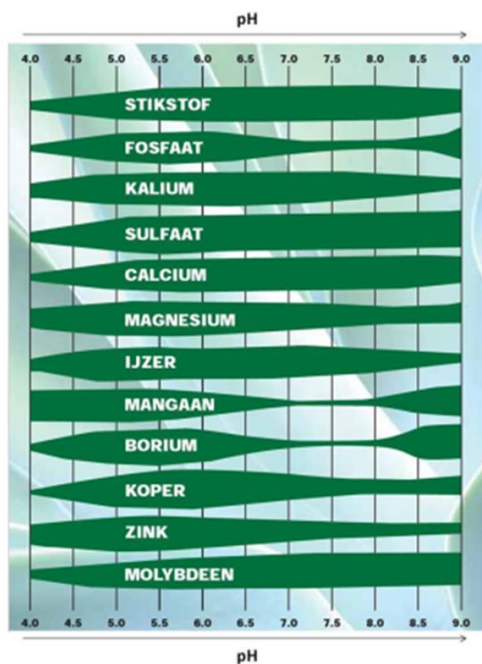 pH
4.0 4.5 5.0 5.5 6.0 6.5 7.0 7.5 8.0 8.5 9.0
STIKSTOF
FOSFAAT
KALIUM
SULFAAT
CALCIUM
MAGNESIUM
IJZER
MANGAAN
BORIUM
KOPER
ZINK
MOLYBDEEN
4.0 4.5 5.0 5.5 6.0 6.5 7.0 7.5 8.0 8.5 9.0
pH